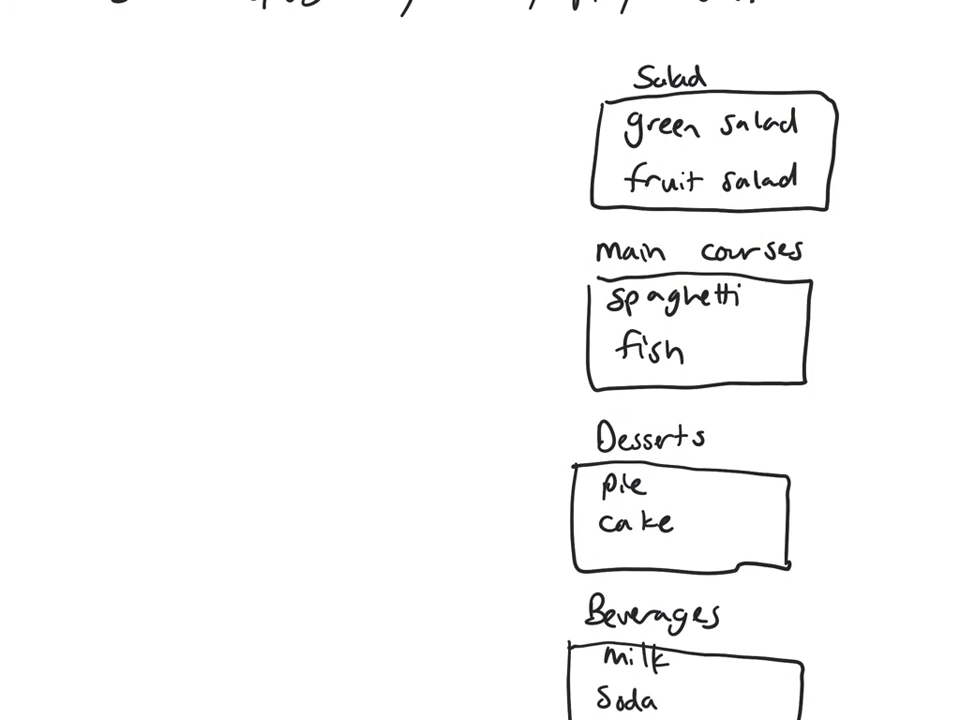 Salad
green salad
fruit salad
main courses
spaghetti
fish
Desserts
pie
cake
Beverages
milk
soda